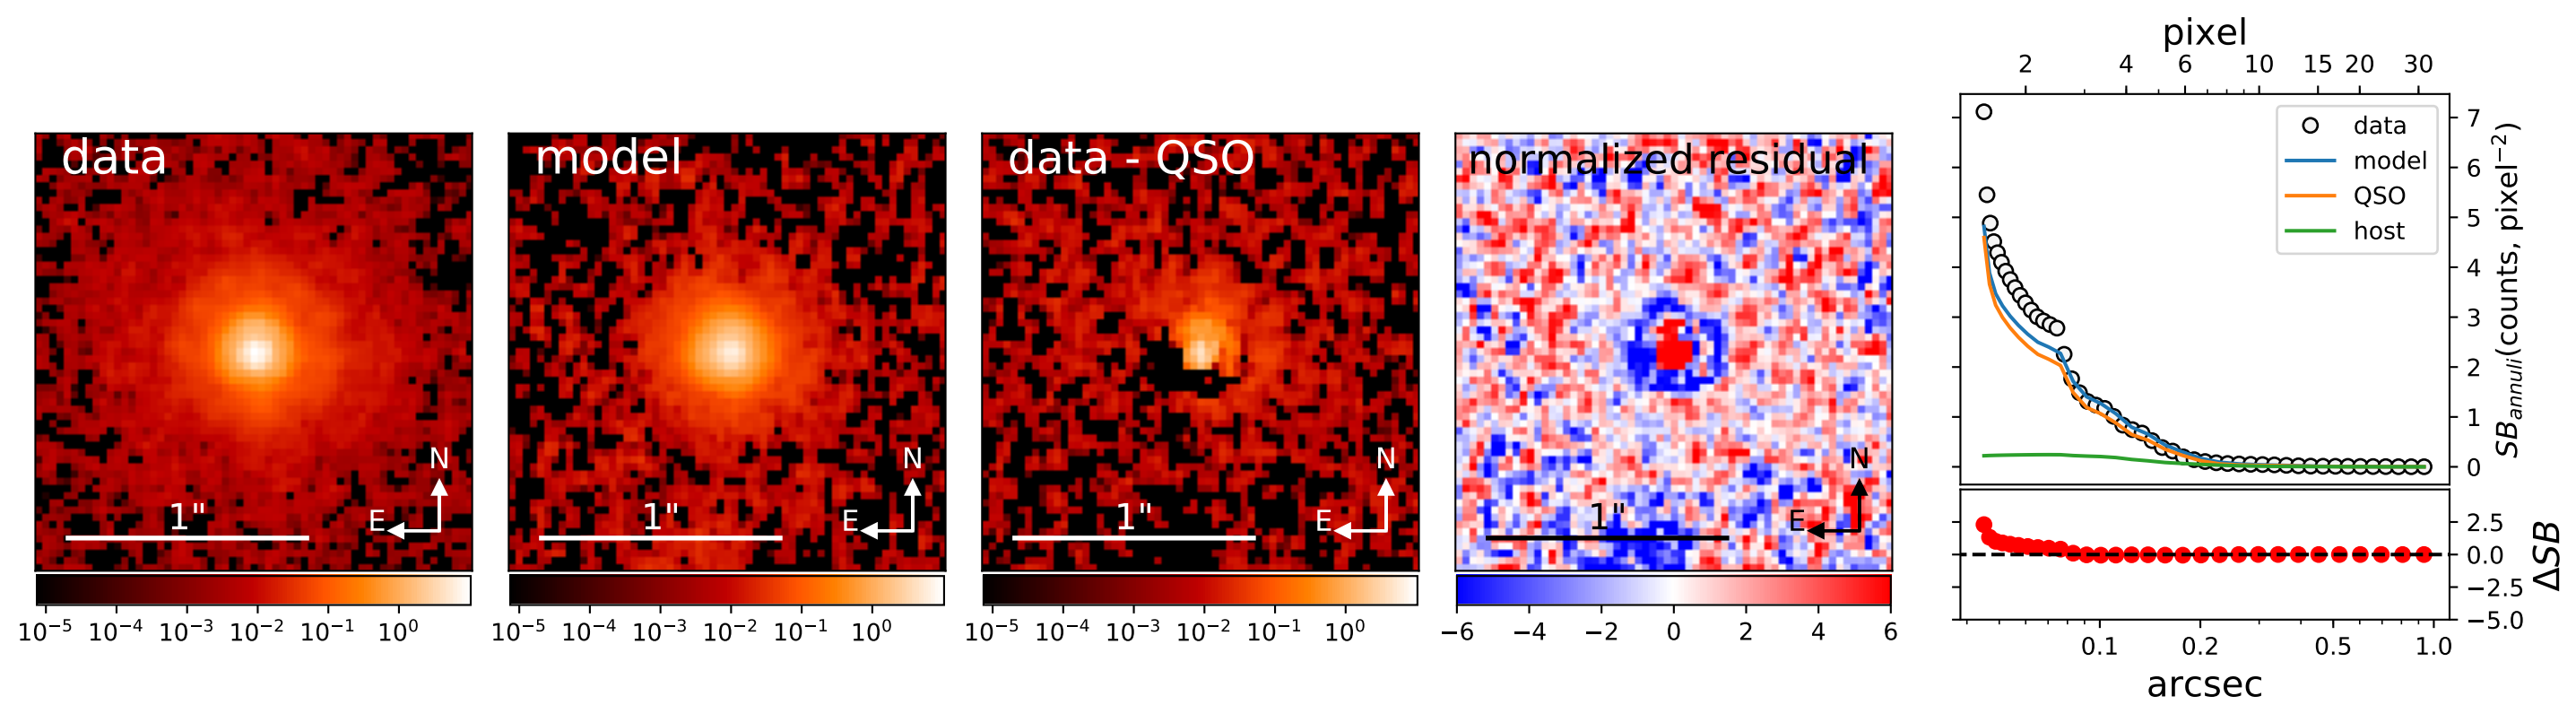 data
N
E
1"
10⁻⁵ 10⁻⁴ 10⁻³ 10⁻² 10⁻¹ 10⁰
model
N
E
1"
10⁻⁵ 10⁻⁴ 10⁻³ 10⁻² 10⁻¹ 10⁰
data - QSO
N
E
1"
10⁻⁵ 10⁻⁴ 10⁻³ 10⁻² 10⁻¹ 10⁰
normalized residual
N
E
1"
−6 −4 −2 0 2 4 6
pixel
2 4 6 10 15 20 30
data
model
QSO
host
7
6
5
4
3
2
1
0
SB_annuli(counts, pixel⁻²)
2.5
0.0
−2.5
−5.0
ΔSB
0.1 0.2 0.5 1.0
arcsec